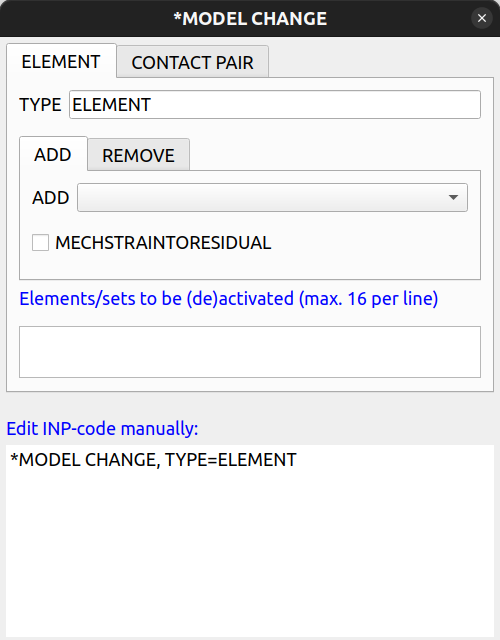 *MODEL CHANGE
ELEMENT
CONTACT PAIR
TYPE ELEMENT
ADD
REMOVE
ADD
MECHSTRAINTORESIDUAL
Elements/sets to be (de)activated (max. 16 per line)
Edit INP-code manually:
*MODEL CHANGE, TYPE=ELEMENT